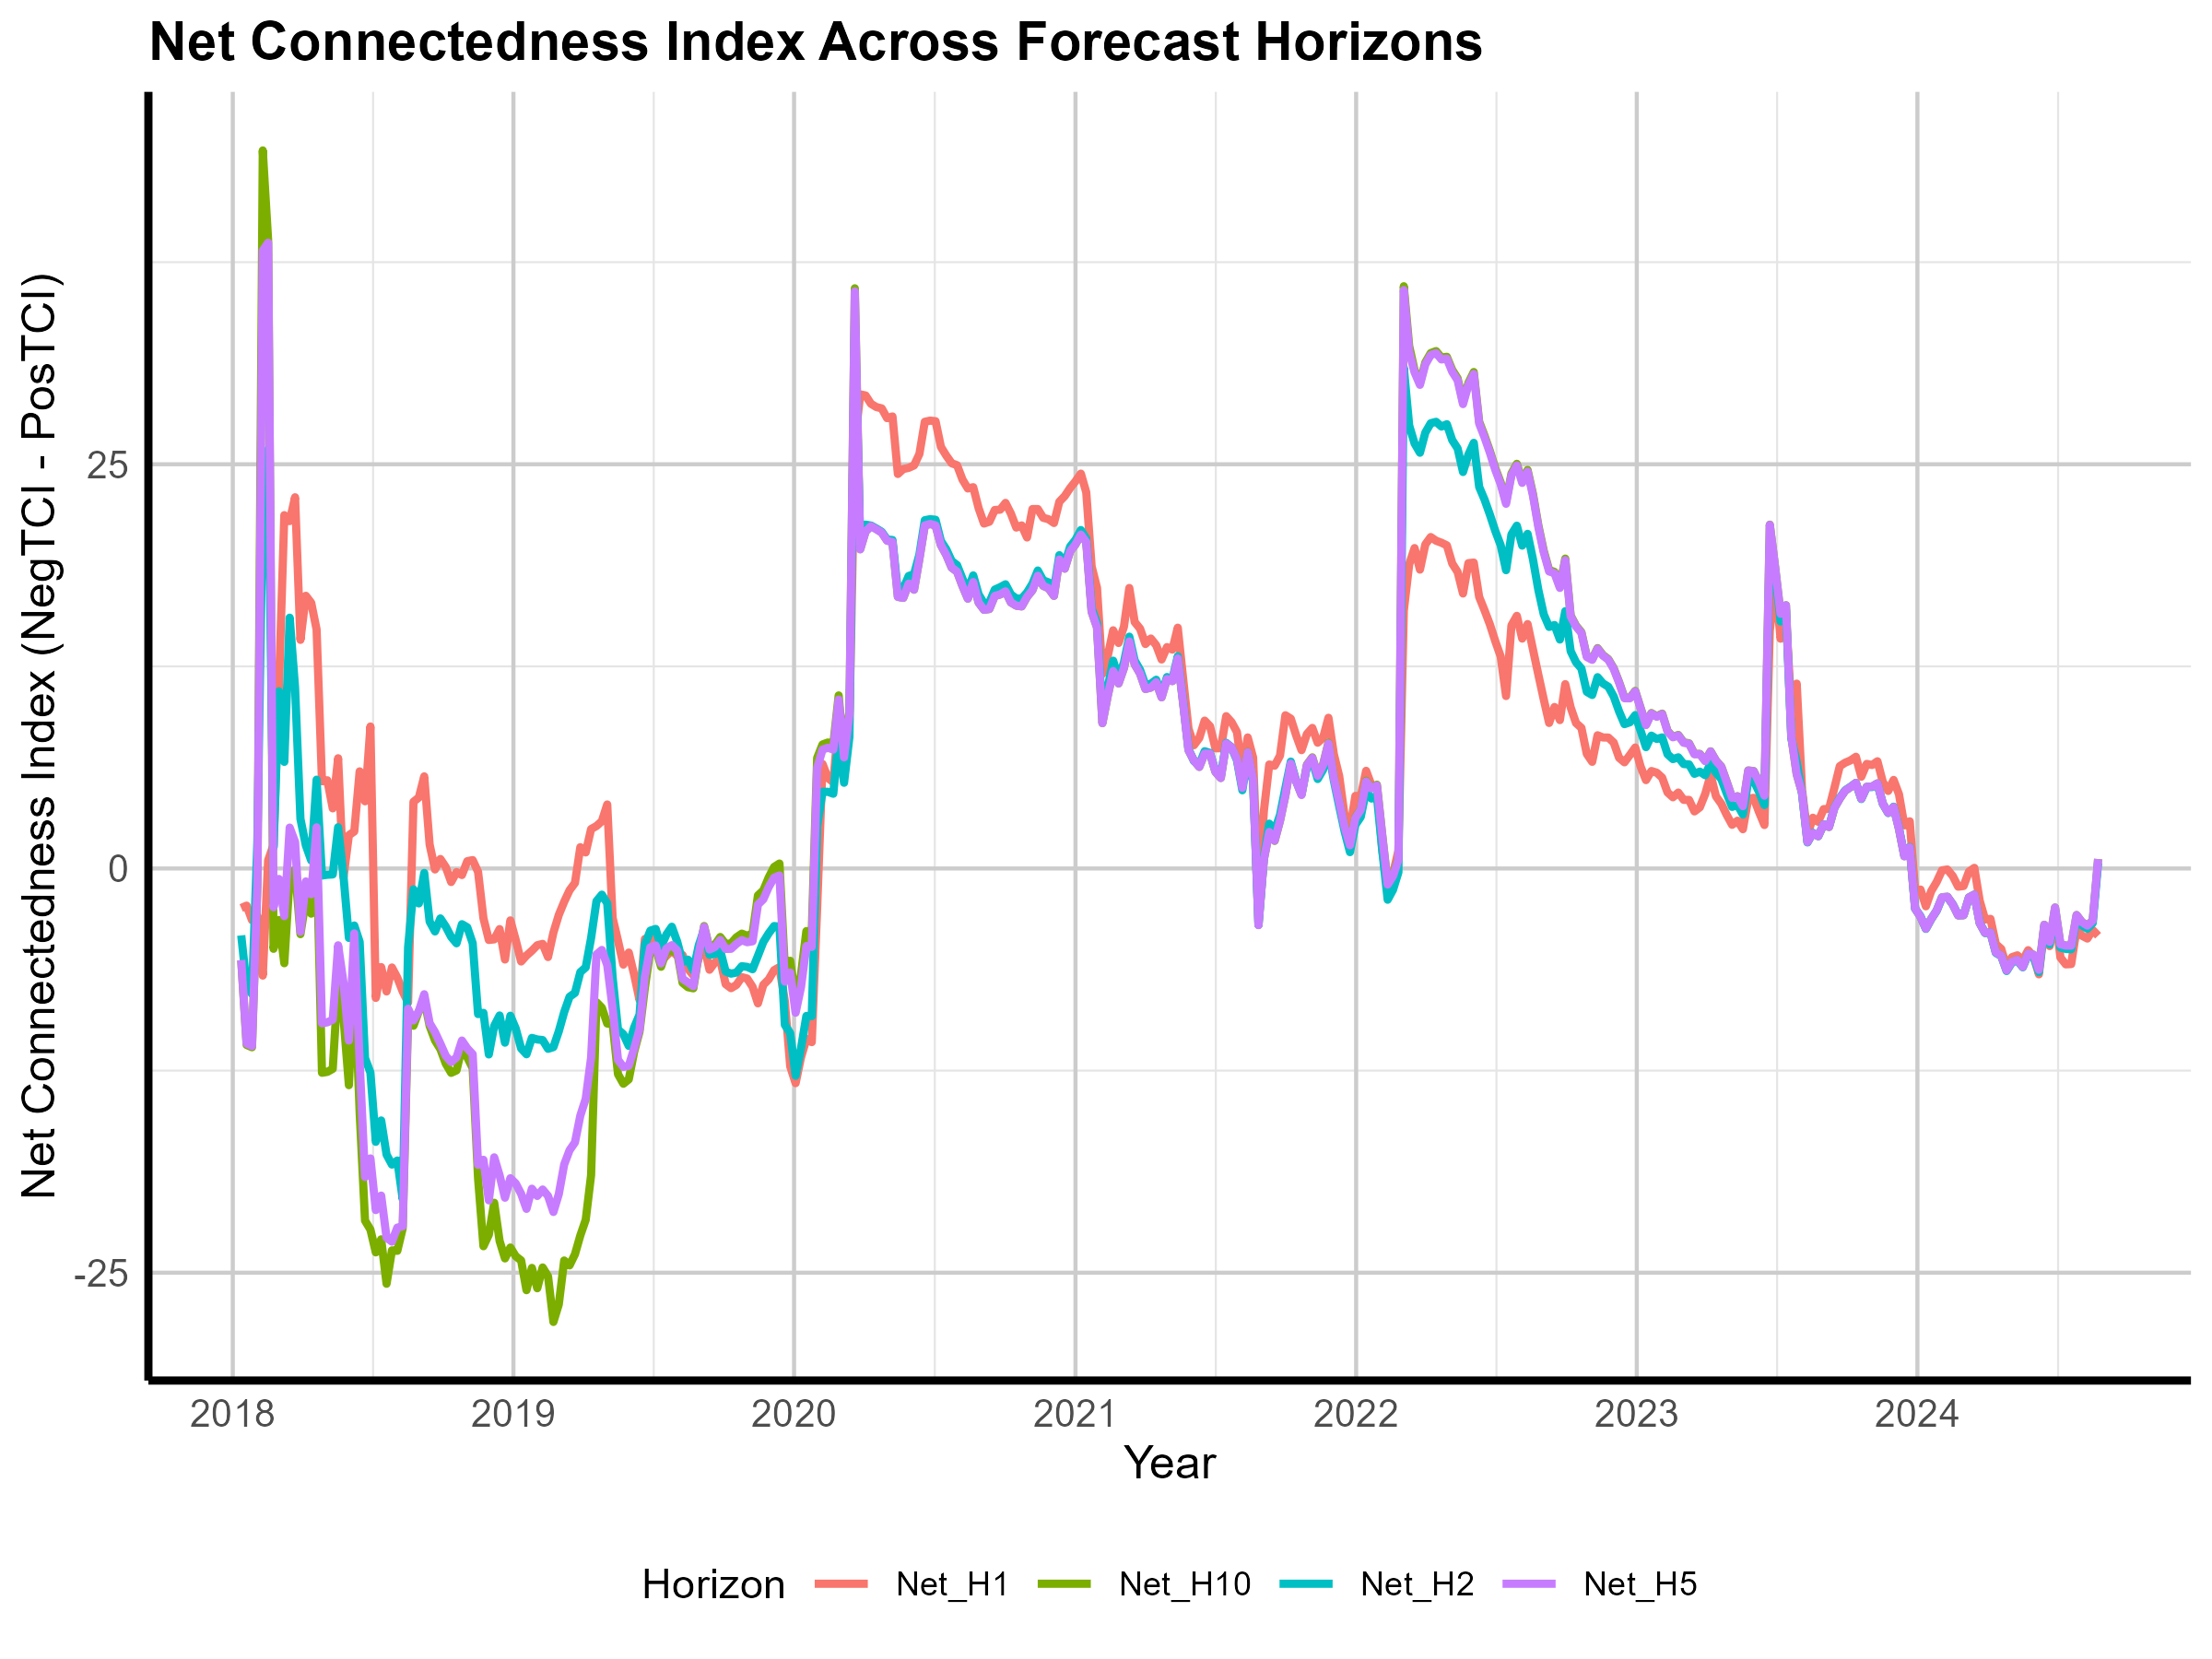 Net Connectedness Index Across Forecast Horizons
Net Connectedness Index (NegTCI - PosTCI)
25
0
-25
2018 2019 2020 2021 2022 2023 2024
Year
Horizon Net_H1 Net_H10 Net_H2 Net_H5